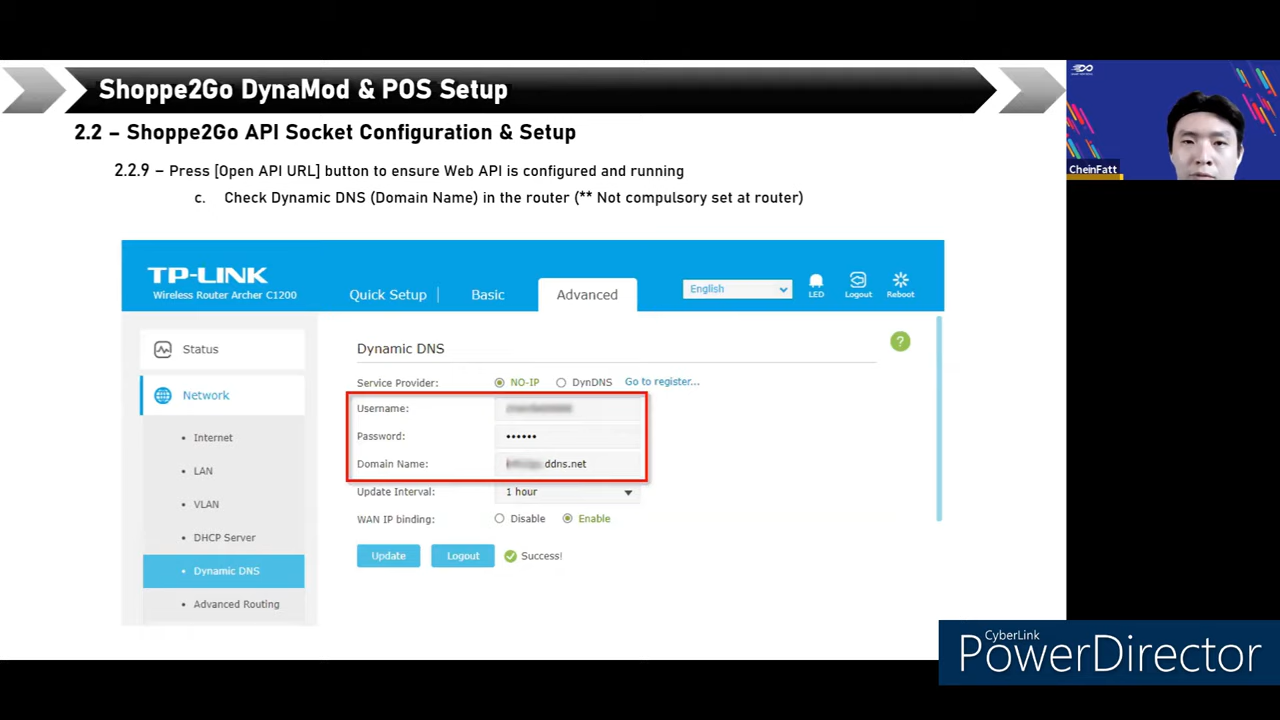 Shoppe2Go DynaMod & POS Setup
2.2 – Shoppe2Go API Socket Configuration & Setup
2.2.9 – Press [Open API URL] button to ensure Web API is configured and running
c. Check Dynamic DNS (Domain Name) in the router (** Not compulsory set at router)
CheinFatt
TP-LINK
Wireless Router Archer C1200
Quick Setup
Basic
Advanced
English
LED
Logout
Reboot
Status
Network
• Internet
• LAN
• VLAN
• DHCP Server
• Dynamic DNS
• Advanced Routing
Dynamic DNS
?
Service Provider: NO-IP DynDNS Go to register...
Username:
Password: ••••••
Domain Name: .ddns.net
Update Interval: 1 hour
WAN IP binding: Disable Enable
Update Logout Success!
CyberLink
PowerDirector